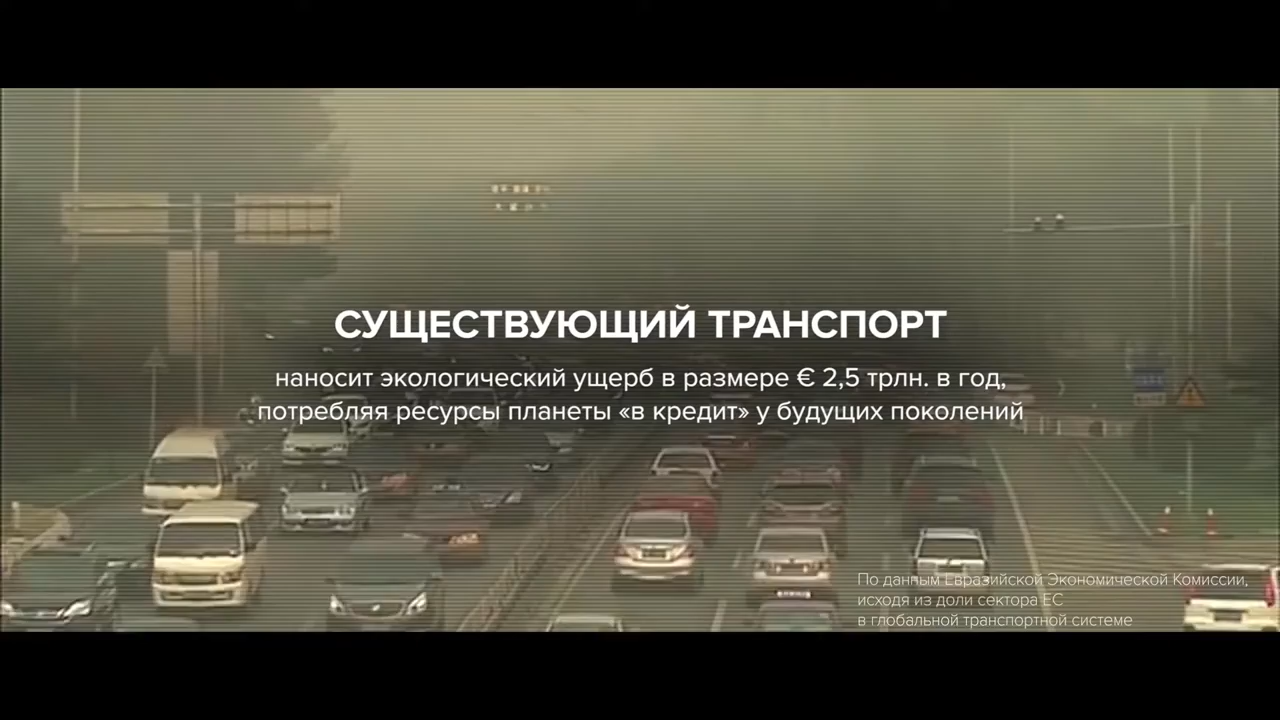 СУЩЕСТВУЮЩИЙ ТРАНСПОРТ
наносит экологический ущерб в размере € 2,5 трлн. в год,
потребляя ресурсы планеты «в кредит» у будущих поколений
По данным Евразийской Экономической Комиссии,
исходя из доли сектора ЕС
в глобальной транспортной системе